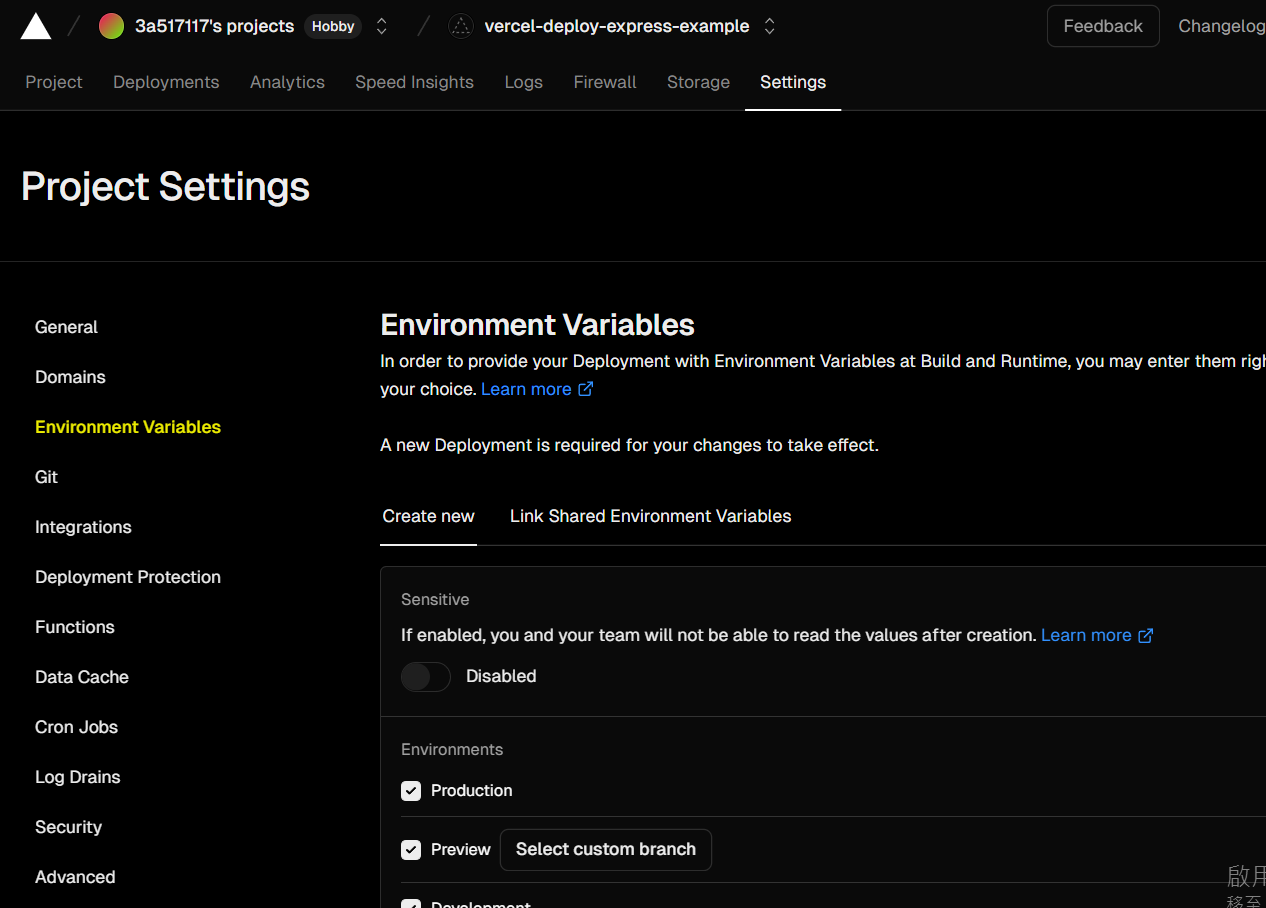 3a517117's projects Hobby vercel-deploy-express-example Feedback Changelog
Project Deployments Analytics Speed Insights Logs Firewall Storage Settings
Project Settings
General
Domains
Environment Variables
Git
Integrations
Deployment Protection
Functions
Data Cache
Cron Jobs
Log Drains
Security
Advanced
Environment Variables
In order to provide your Deployment with Environment Variables at Build and Runtime, you may enter them
your choice. Learn more
A new Deployment is required for your changes to take effect.
Create new Link Shared Environment Variables
Sensitive
If enabled, you and your team will not be able to read the values after creation. Learn more
Disabled
Environments
Production
Preview Select custom branch
Development
啟用
移至